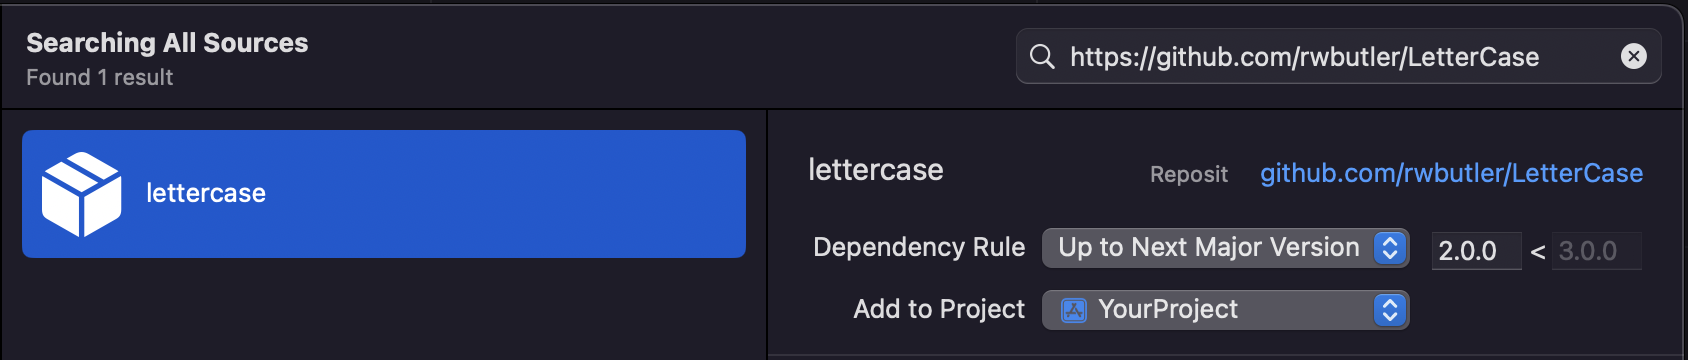 Searching All Sources
Found 1 result
https://github.com/rwbutler/LetterCase
lettercase
lettercase
Reposit
github.com/rwbutler/LetterCase
Dependency Rule
Up to Next Major Version
2.0.0 < 3.0.0
Add to Project
YourProject